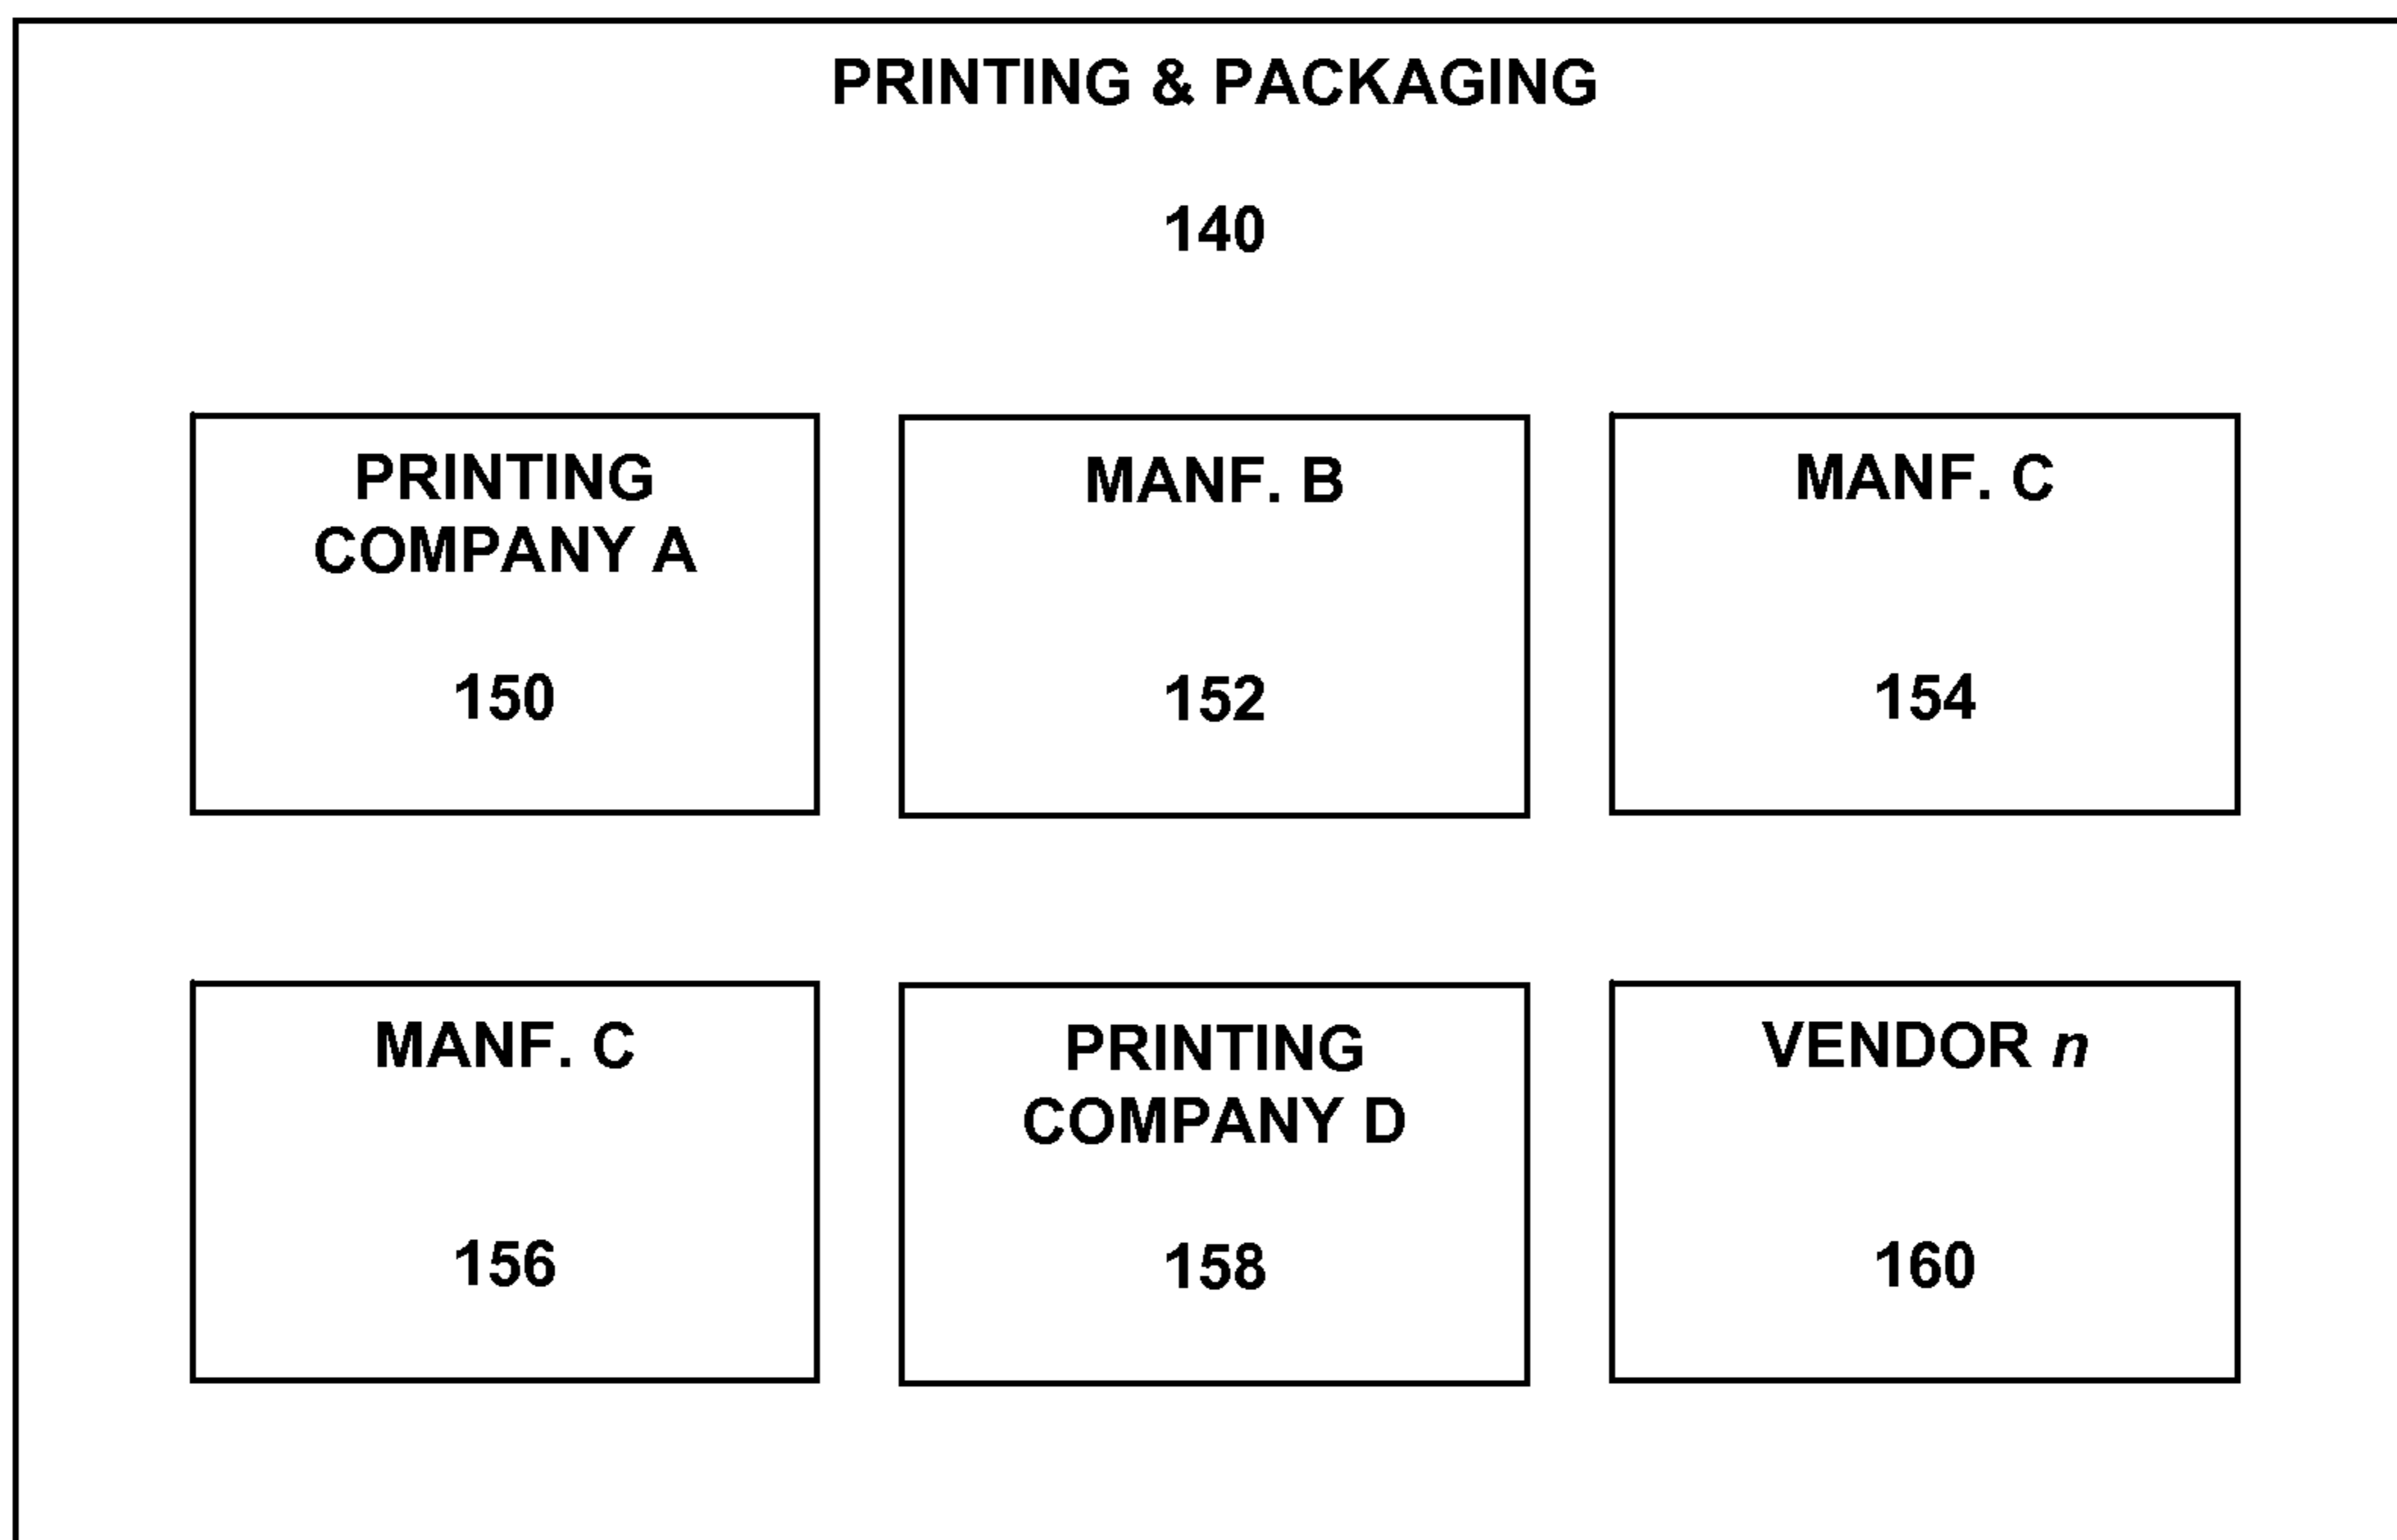 PRINTING & PACKAGING
140
PRINTING
COMPANY A
150
MANF. B
152
MANF. C
154
MANF. C
156
PRINTING
COMPANY D
158
VENDOR n
160